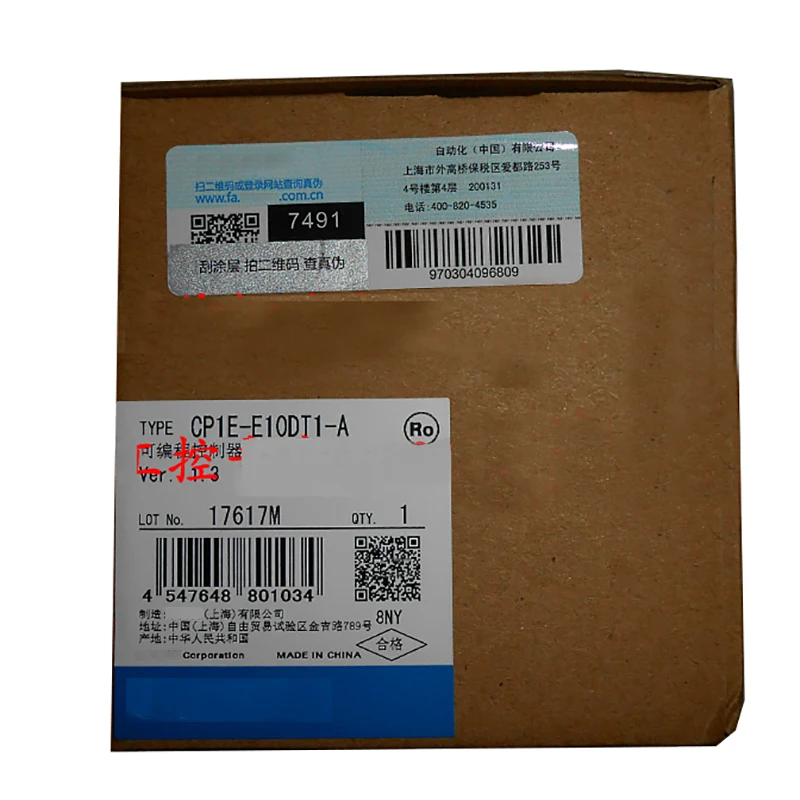 自动化（中国）有限公司
上海市外高桥保税区爱都路253号
4号楼第4层 200131
电话:400-820-4535
扫二维码或登录网站查询真伪
www.fa. .com.cn
7491
刮涂层 拍二维码 查真伪
970304096809
TYPE CP1E-E10DT1-A
Ro
可编程控制器
控
Ver. 1.3
LOT No. 17617M QTY. 1
4 547648 801034
制造: (上海)有限公司 8NY
地址: 中国(上海)自由贸易试验区金吉路789号
产地:中华人民共和国
合格
Corporation MADE IN CHINA